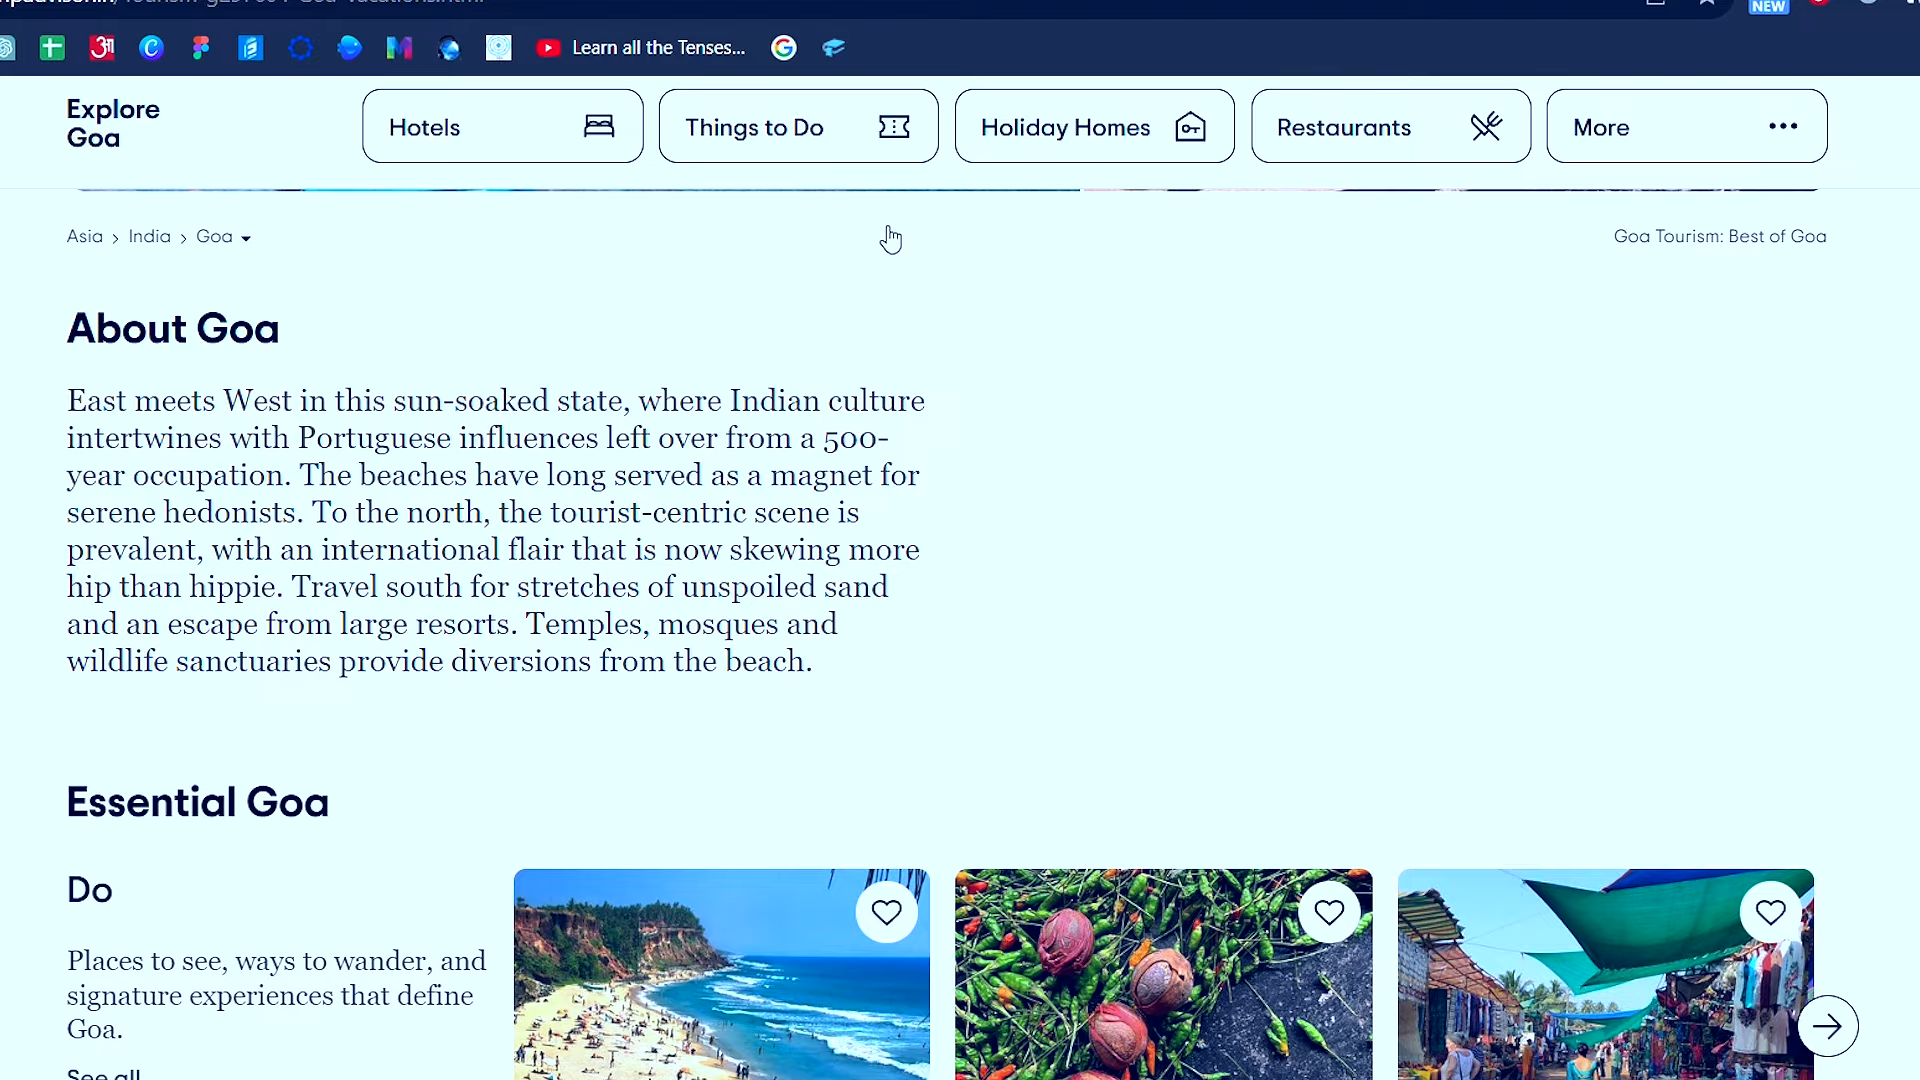 NEW
Learn all the Tenses...
Explore
Goa
Hotels
Things to Do
Holiday Homes
Restaurants
More
Asia > India > Goa
Goa Tourism: Best of Goa
About Goa
East meets West in this sun-soaked state, where Indian culture
intertwines with Portuguese influences left over from a 500-
year occupation. The beaches have long served as a magnet for
serene hedonists. To the north, the tourist-centric scene is
prevalent, with an international flair that is now skewing more
hip than hippie. Travel south for stretches of unspoiled sand
and an escape from large resorts. Temples, mosques and
wildlife sanctuaries provide diversions from the beach.
Essential Goa
Do
Places to see, ways to wander, and
signature experiences that define
Goa.
See all